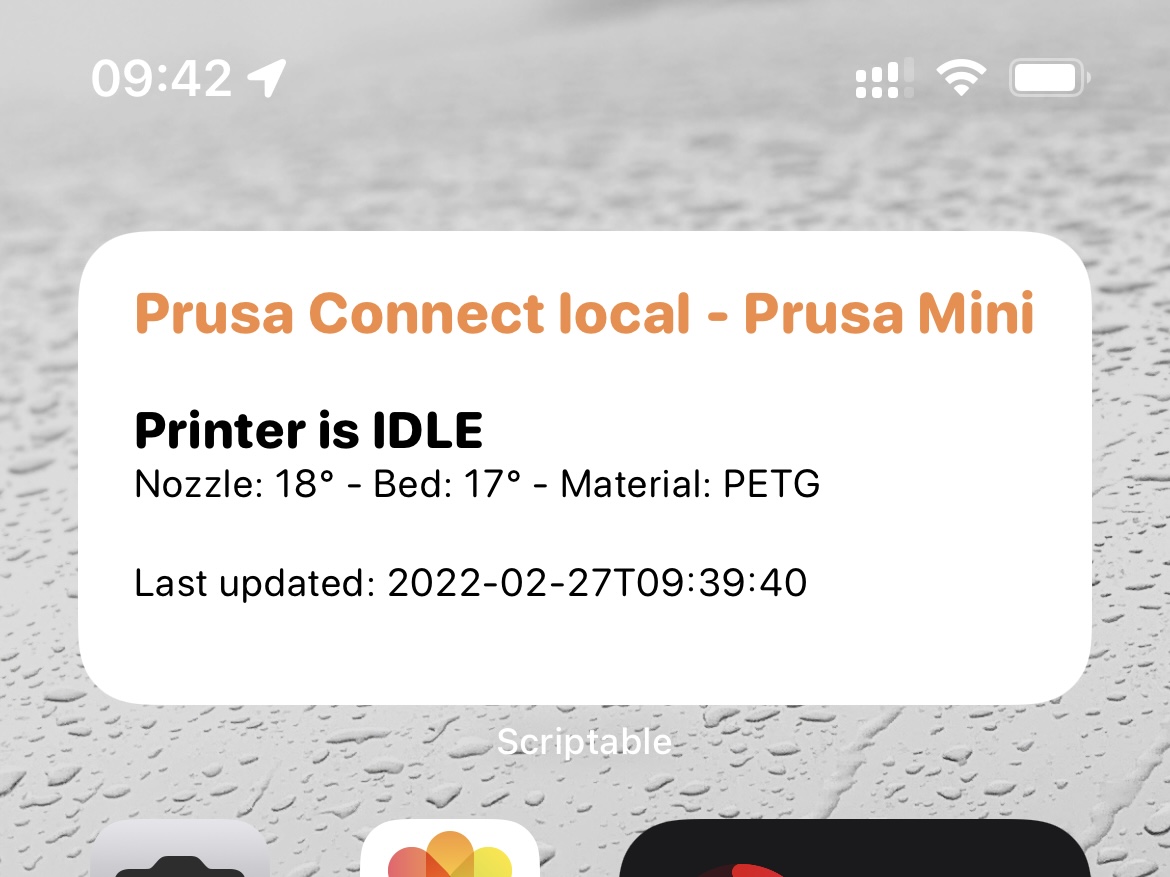 09:42
Prusa Connect local - Prusa Mini
Printer is IDLE
Nozzle: 18° - Bed: 17° - Material: PETG
Last updated: 2022-02-27T09:39:40
Scriptable